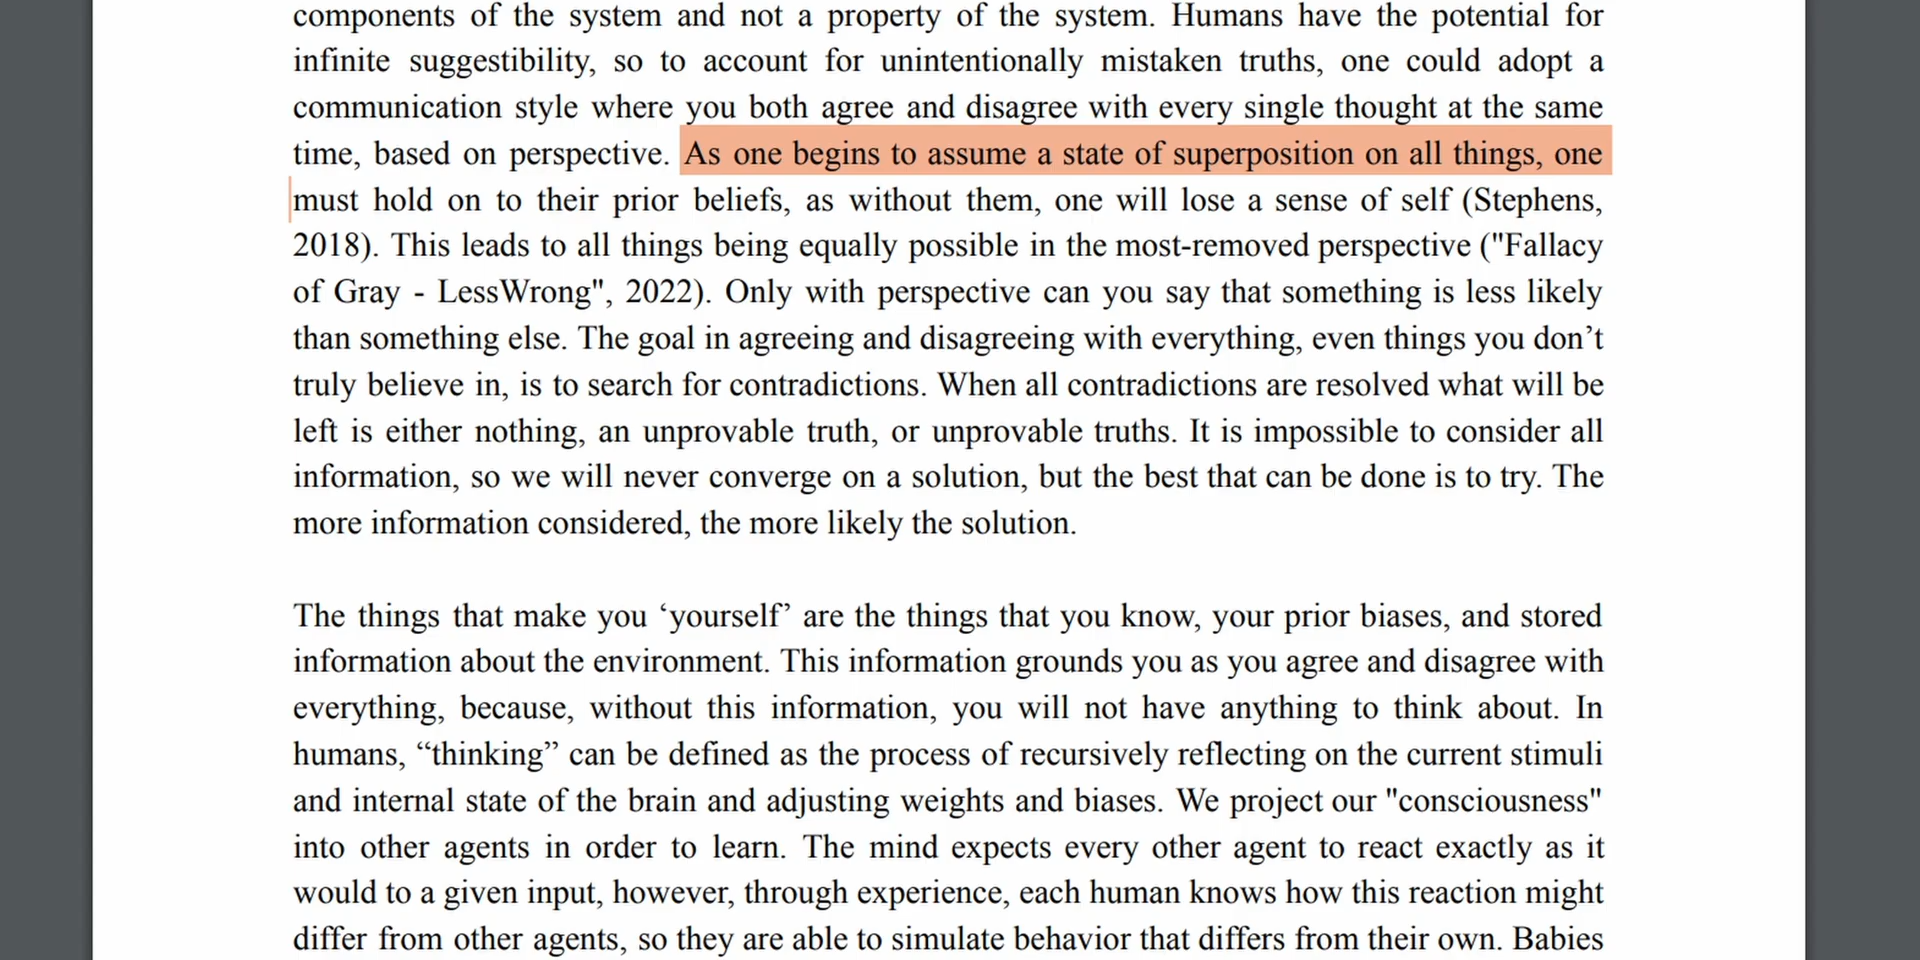 components of the system and not a property of the system. Humans have the potential for
infinite suggestibility, so to account for unintentionally mistaken truths, one could adopt a
communication style where you both agree and disagree with every single thought at the same
time, based on perspective. As one begins to assume a state of superposition on all things, one
must hold on to their prior beliefs, as without them, one will lose a sense of self (Stephens,
2018). This leads to all things being equally possible in the most-removed perspective ("Fallacy
of Gray - LessWrong", 2022). Only with perspective can you say that something is less likely
than something else. The goal in agreeing and disagreeing with everything, even things you don’t
truly believe in, is to search for contradictions. When all contradictions are resolved what will be
left is either nothing, an unprovable truth, or unprovable truths. It is impossible to consider all
information, so we will never converge on a solution, but the best that can be done is to try. The
more information considered, the more likely the solution.
The things that make you ‘yourself’ are the things that you know, your prior biases, and stored
information about the environment. This information grounds you as you agree and disagree with
everything, because, without this information, you will not have anything to think about. In
humans, “thinking” can be defined as the process of recursively reflecting on the current stimuli
and internal state of the brain and adjusting weights and biases. We project our "consciousness"
into other agents in order to learn. The mind expects every other agent to react exactly as it
would to a given input, however, through experience, each human knows how this reaction might
differ from other agents, so they are able to simulate behavior that differs from their own. Babies